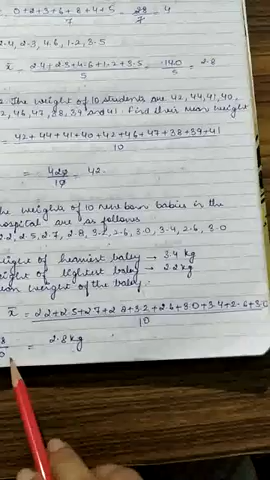 0+2+3+6+8+4+5 = 28 = 4
7 7
2.4, 2.3, 4.6, 1.2, 3.5
x̄ = 2.4+2.3+4.6+1.2+3.5 = 14.0 = 2.8
5 5
The weight of 10 students are 42, 44, 41, 40,
42, 46, 47, 38, 39 and 41. Find their mean weight
= 42+44+41+40+42+46+47+38+39+41
10
= 420 = 42.
10
The weights of 10 new born babies in the
hospital are as follows
2.2, 2.5, 2.7, 2.8, 3.2, 2.6, 3.0, 3.4, 2.6, 3.0
weight of heaviest baby → 3.4 kg
weight of lightest baby → 2.2 kg
mean weight of the baby:
x̄ = 2.2+2.5+2.7+2.8+3.2+2.6+3.0+3.4+2.6+3.0
10
= 2.8 kg